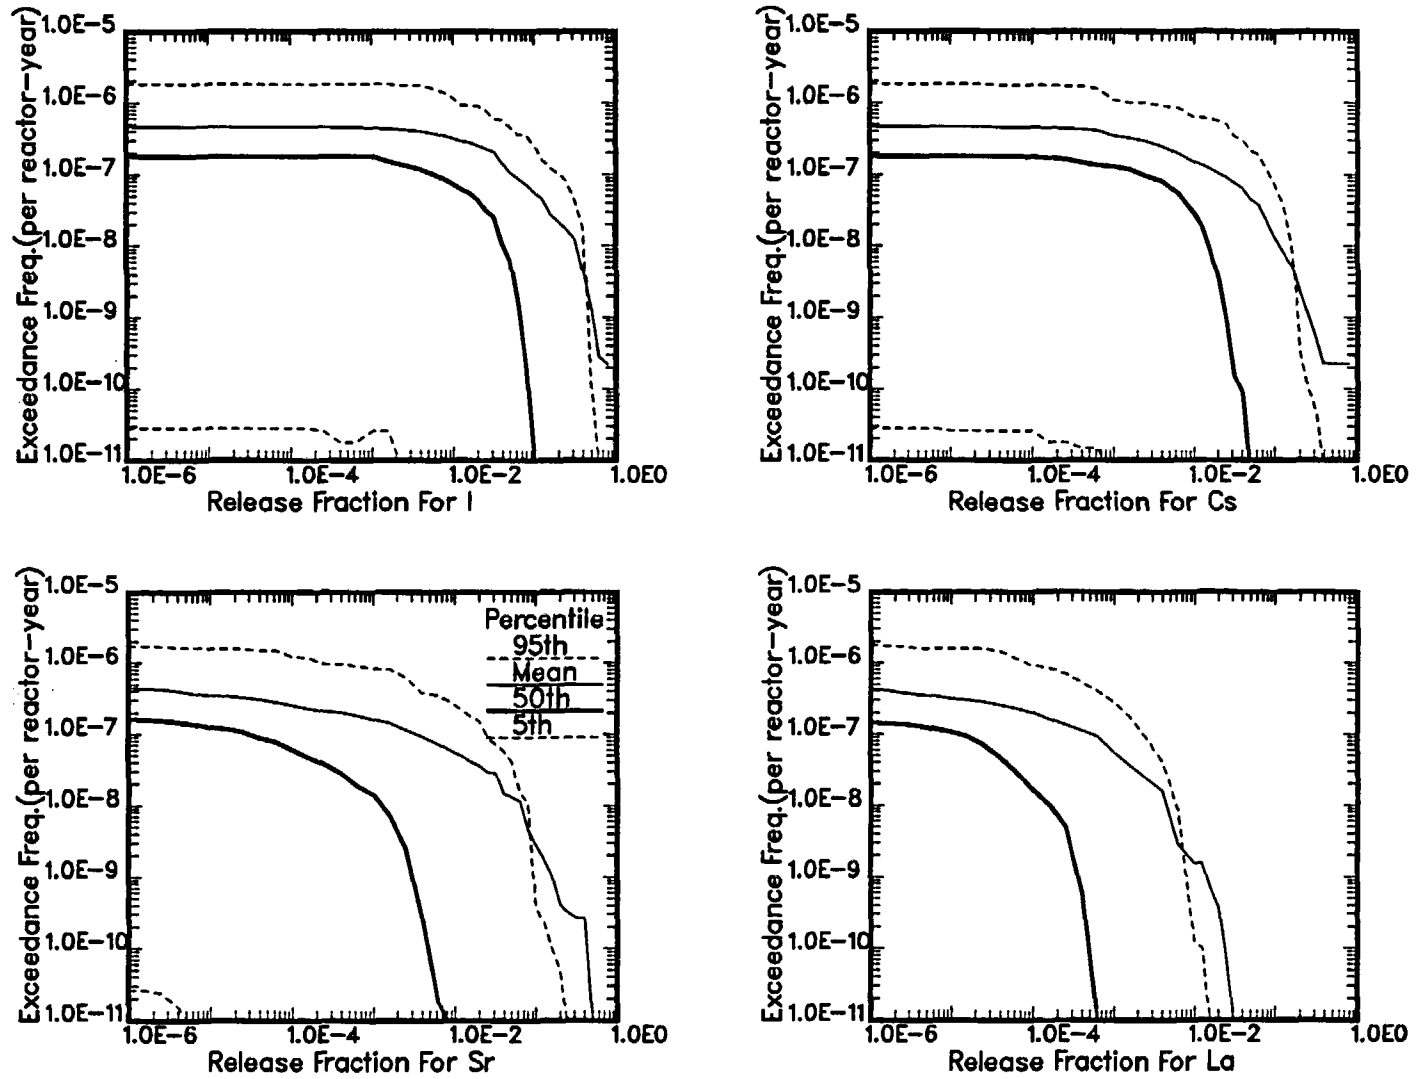 Exceedance Freq.(per reactor-year)
1.0E-5
1.0E-6
1.0E-7
1.0E-8
1.0E-9
1.0E-10
1.0E-11
1.0E-6 1.0E-4 1.0E-2 1.0E0
Release Fraction For I
Exceedance Freq.(per reactor-year)
1.0E-5
1.0E-6
1.0E-7
1.0E-8
1.0E-9
1.0E-10
1.0E-11
1.0E-6 1.0E-4 1.0E-2 1.0E0
Release Fraction For Cs
Exceedance Freq.(per reactor-year)
1.0E-5
1.0E-6
1.0E-7
1.0E-8
1.0E-9
1.0E-10
1.0E-11
Percentile
95th
Mean
50th
5th
1.0E-6 1.0E-4 1.0E-2 1.0E0
Release Fraction For Sr
Exceedance Freq.(per reactor-year)
1.0E-5
1.0E-6
1.0E-7
1.0E-8
1.0E-9
1.0E-10
1.0E-11
1.0E-6 1.0E-4 1.0E-2 1.0E0
Release Fraction For La